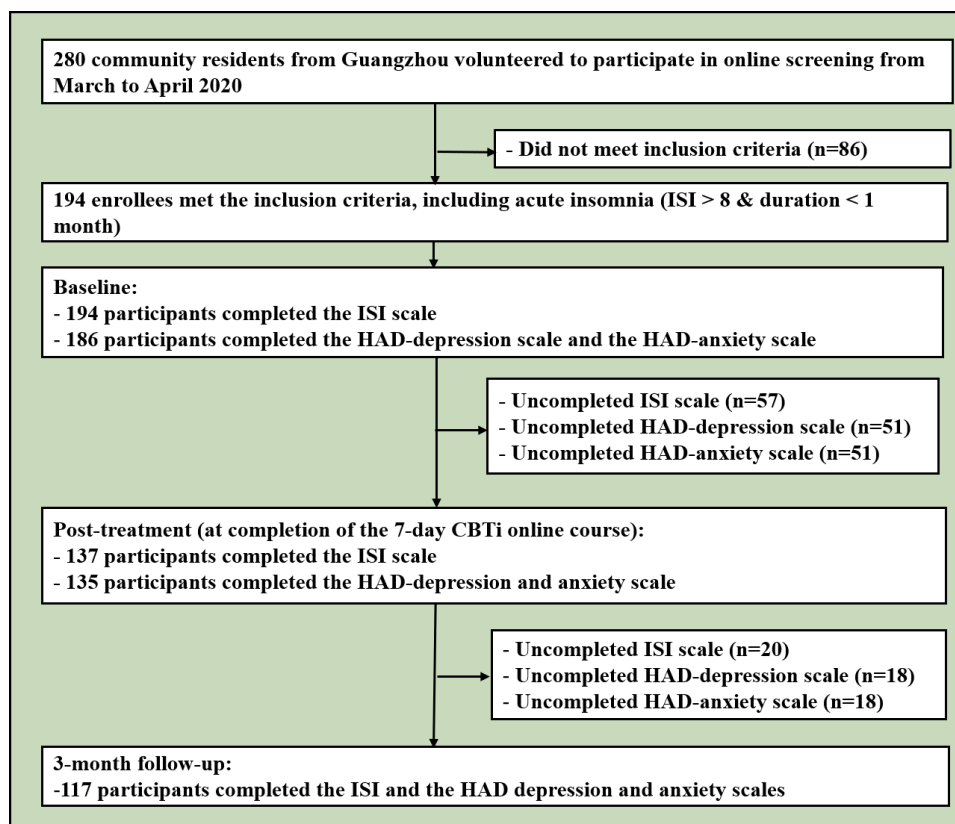 280 community residents from Guangzhou volunteered to participate in online screening from
March to April 2020
- Did not meet inclusion criteria (n=86)
194 enrollees met the inclusion criteria, including acute insomnia (ISI > 8 & duration < 1
month)
Baseline:
- 194 participants completed the ISI scale
- 186 participants completed the HAD-depression scale and the HAD-anxiety scale
- Uncompleted ISI scale (n=57)
- Uncompleted HAD-depression scale (n=51)
- Uncompleted HAD-anxiety scale (n=51)
Post-treatment (at completion of the 7-day CBTi online course):
- 137 participants completed the ISI scale
- 135 participants completed the HAD-depression and anxiety scale
- Uncompleted ISI scale (n=20)
- Uncompleted HAD-depression scale (n=18)
- Uncompleted HAD-anxiety scale (n=18)
3-month follow-up:
-117 participants completed the ISI and the HAD depression and anxiety scales